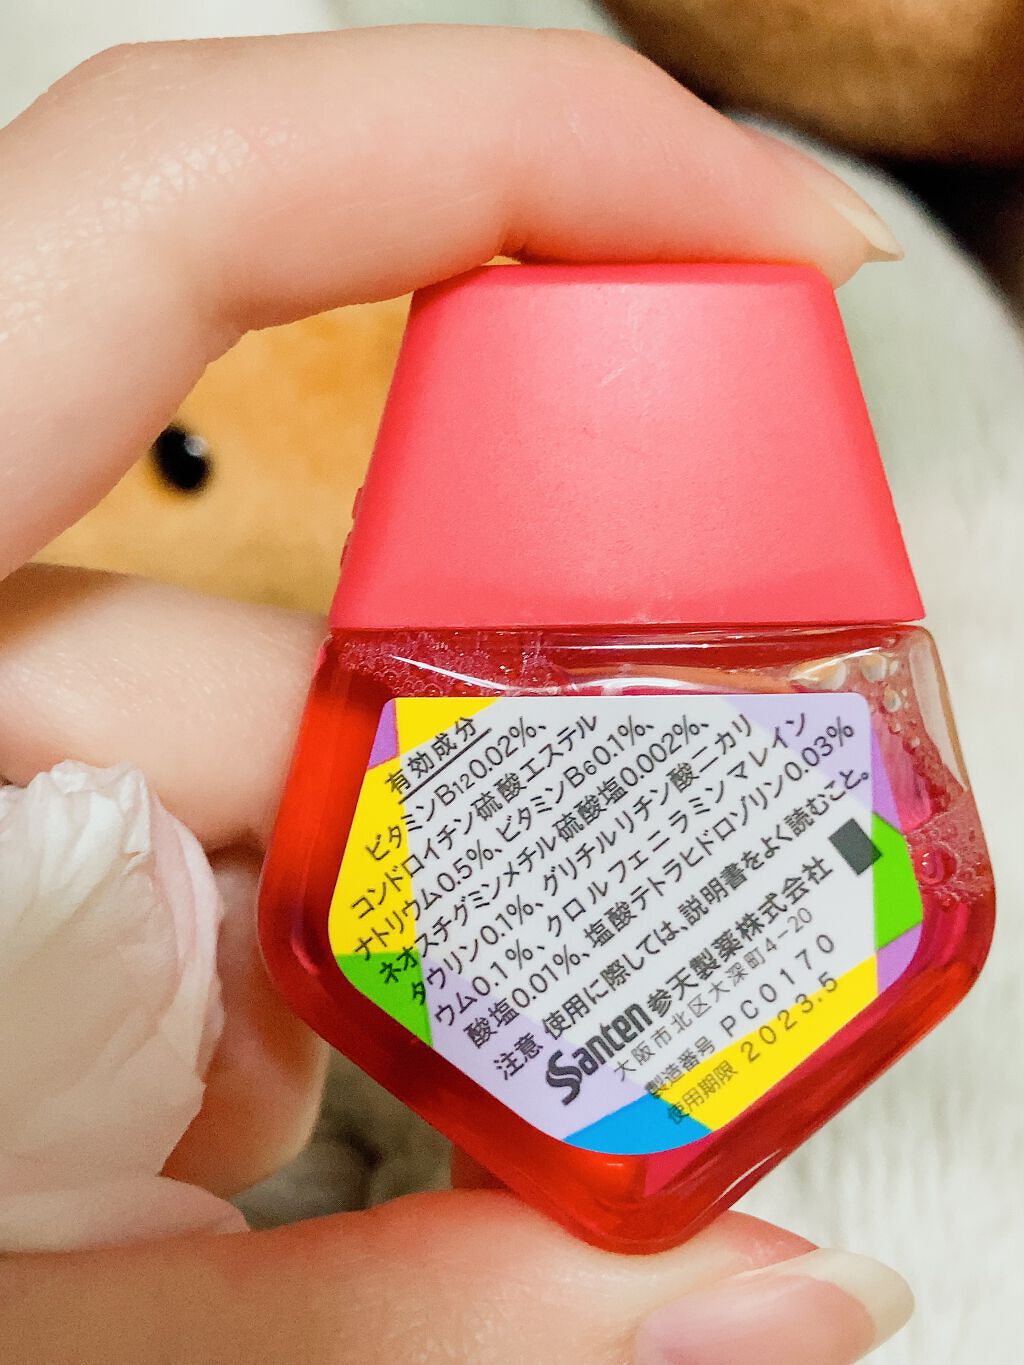 有効成分
ビタミンB12 0.02%、
コンドロイチン硫酸エステル
ナトリウム0.5%、ビタミンB6 0.1%、
ネオスチグミンメチル硫酸塩0.002%、
タウリン0.1%、グリチルリチン酸二カリ
ウム0.1%、クロルフェニラミンマレイン
酸塩0.01%、塩酸テトラヒドロゾリン0.03%
注意 使用に際しては、説明書をよく読むこと。
Santen 参天製薬株式会社
大阪市北区大深町4-20
製造番号 PC0170
使用期限 2023.5